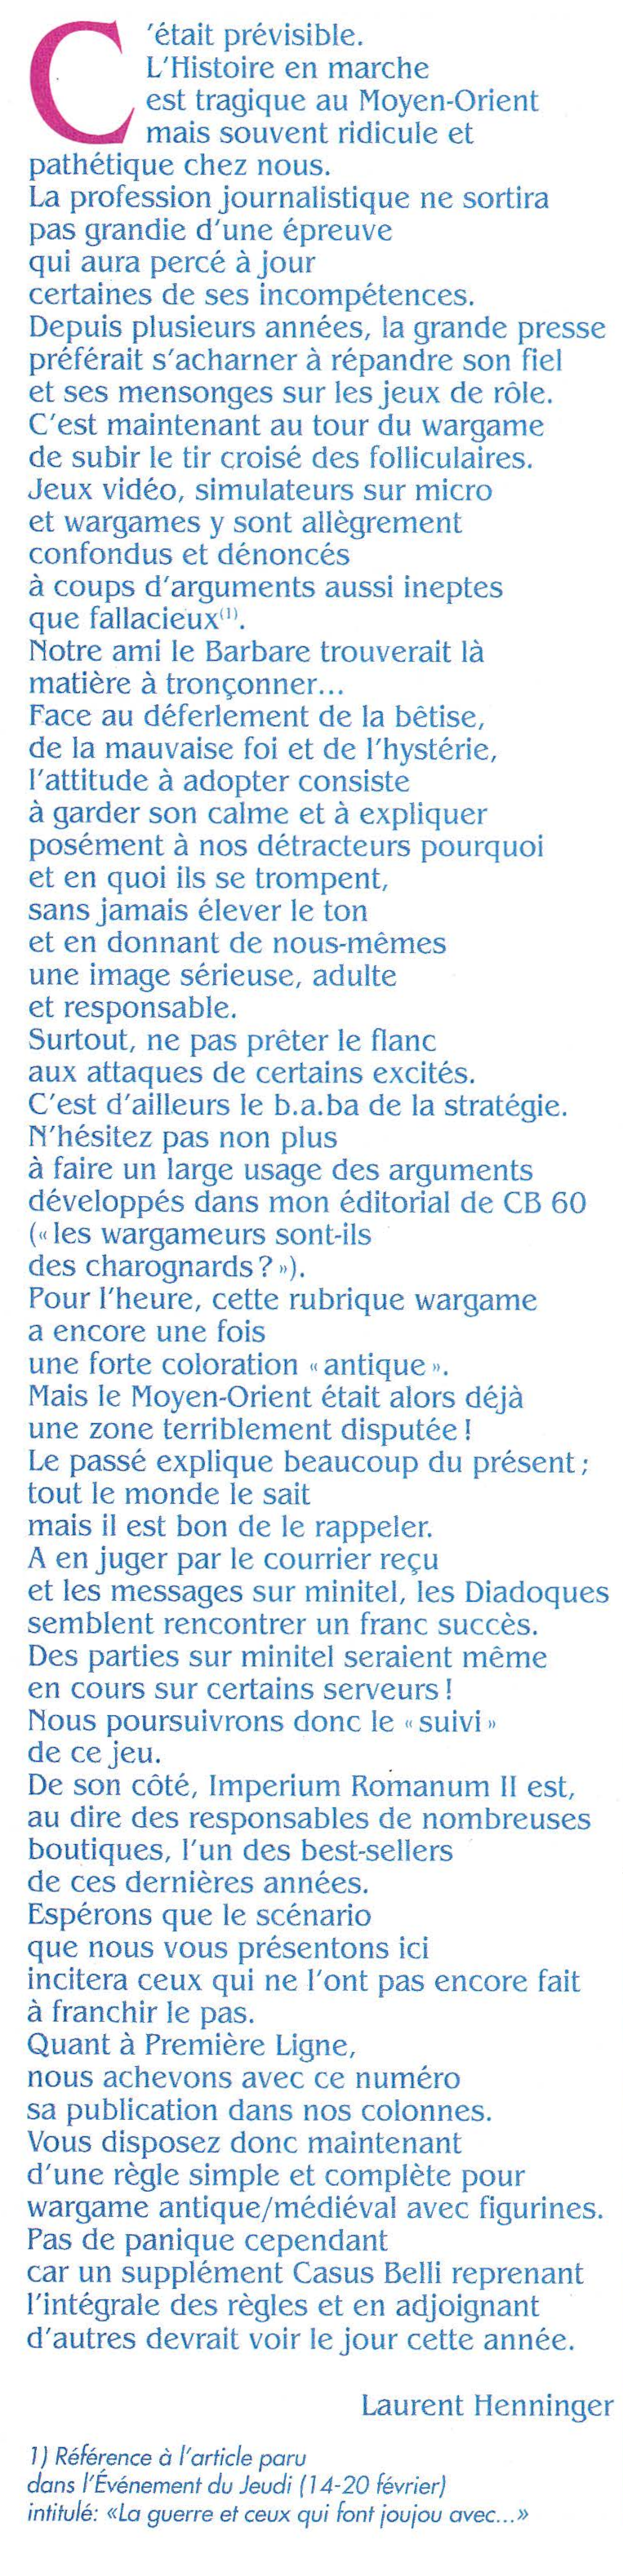 C'était prévisible.
L'Histoire en marche
est tragique au Moyen-Orient
mais souvent ridicule et
pathétique chez nous.
La profession journalistique ne sortira
pas grandie d'une épreuve
qui aura percé à jour
certaines de ses incompétences.
Depuis plusieurs années, la grande presse
préférait s'acharner à répandre son fiel
et ses mensonges sur les jeux de rôle.
C'est maintenant au tour du wargame
de subir le tir croisé des folliculaires.
Jeux vidéo, simulateurs sur micro
et wargames y sont allègrement
confondus et dénoncés
à coups d'arguments aussi ineptes
que fallacieux(1).
Notre ami le Barbare trouverait là
matière à tronçonner...
Face au déferlement de la bêtise,
de la mauvaise foi et de l'hystérie,
l'attitude à adopter consiste
à garder son calme et à expliquer
posément à nos détracteurs pourquoi
et en quoi ils se trompent,
sans jamais élever le ton
et en donnant de nous-mêmes
une image sérieuse, adulte
et responsable.
Surtout, ne pas prêter le flanc
aux attaques de certains excités.
C'est d'ailleurs le b.a.ba de la stratégie.
N'hésitez pas non plus
à faire un large usage des arguments
développés dans mon éditorial de CB 60
(« les wargameurs sont-ils
des charognards ? »).
Pour l'heure, cette rubrique wargame
a encore une fois
une forte coloration « antique ».
Mais le Moyen-Orient était alors déjà
une zone terriblement disputée !
Le passé explique beaucoup du présent ;
tout le monde le sait
mais il est bon de le rappeler.
A en juger par le courrier reçu
et les messages sur minitel, les Diadoques
semblent rencontrer un franc succès.
Des parties sur minitel seraient même
en cours sur certains serveurs !
Nous poursuivrons donc le « suivi »
de ce jeu.
De son côté, Imperium Romanum II est,
au dire des responsables de nombreuses
boutiques, l'un des best-sellers
de ces dernières années.
Espérons que le scénario
que nous vous présentons ici
incitera ceux qui ne l'ont pas encore fait
à franchir le pas.
Quant à Première Ligne,
nous achevons avec ce numéro
sa publication dans nos colonnes.
Vous disposez donc maintenant
d'une règle simple et complète pour
wargame antique/médiéval avec figurines.
Pas de panique cependant
car un supplément Casus Belli reprenant
l'intégrale des règles et en adjoignant
d'autres devrait voir le jour cette année.
Laurent Henninger
1) Référence à l'article paru
dans l'Événement du Jeudi (14-20 février)
intitulé: «La guerre et ceux qui font joujou avec...»